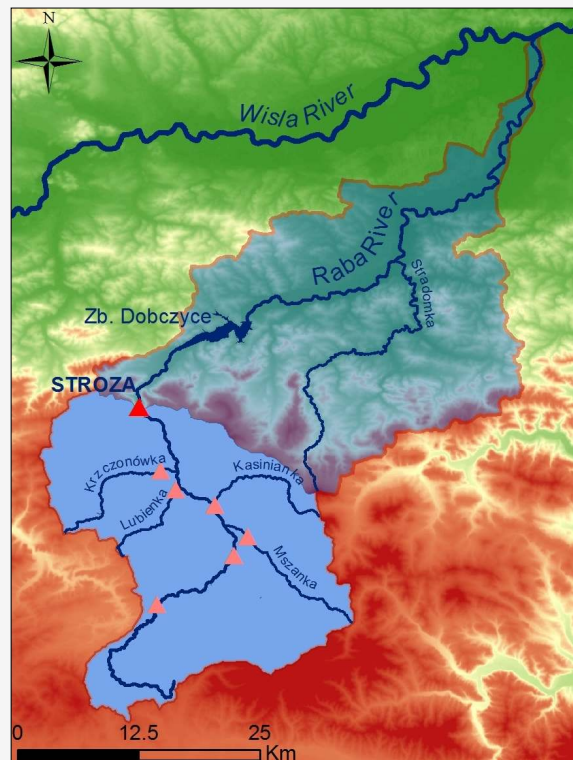 N
Wisla River
Raba River
Stradomka
Zb. Dobczyce
STROZA
Krzczonówka
Kasinianka
Lubienka
Mszanka
0 12.5 25
Km